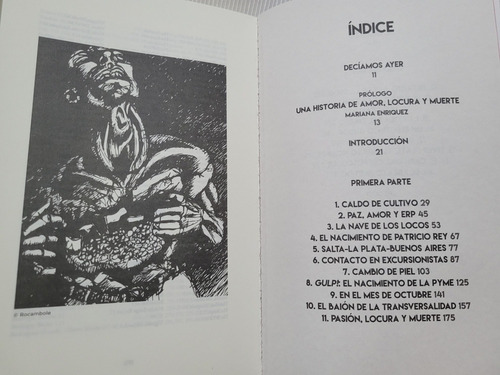 © Rocambole
ÍNDICE
DECÍAMOS AYER
11
PRÓLOGO
UNA HISTORIA DE AMOR, LOCURA Y MUERTE
MARIANA ENRIQUEZ
13
INTRODUCCIÓN
21
PRIMERA PARTE
1. CALDO DE CULTIVO 29
2. PAZ, AMOR Y ERP 45
3. LA NAVE DE LOS LOCOS 53
4. EL NACIMIENTO DE PATRICIO REY 67
5. SALTA-LA PLATA-BUENOS AIRES 77
6. CONTACTO EN EXCURSIONISTAS 87
7. CAMBIO DE PIEL 103
8. GULP!: EL NACIMIENTO DE LA PYME 125
9. EN EL MES DE OCTUBRE 141
10. EL BAIÓN DE LA TRANSVERSALIDAD 157
11. PASIÓN, LOCURA Y MUERTE 175